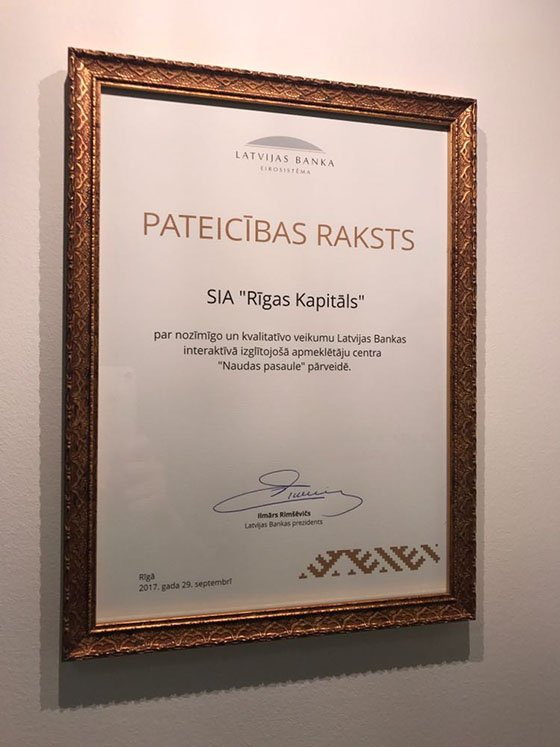 LATVIJAS BANKA
EIROSISTĒMA
PATEICĪBAS RAKSTS
SIA "Rīgas Kapitāls"
par nozīmīgo un kvalitatīvo veikumu Latvijas Bankas
interaktīvā izglītojošā apmeklētāju centra
"Naudas pasaule" pārveidē.
Ilmārs Rimšēvičs
Latvijas Bankas prezidents
Rīgā
2017. gada 29. septembrī